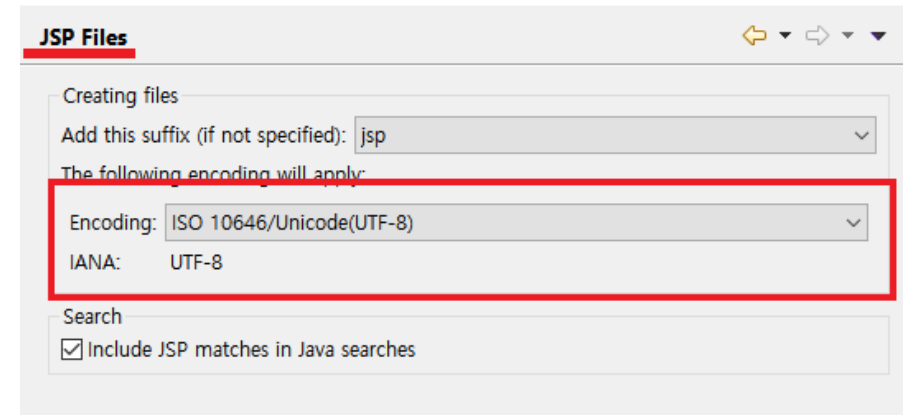 JSP Files
Creating files
Add this suffix (if not specified): jsp
The following encoding will apply:
Encoding: ISO 10646/Unicode(UTF-8)
IANA: UTF-8
Search
Include JSP matches in Java searches